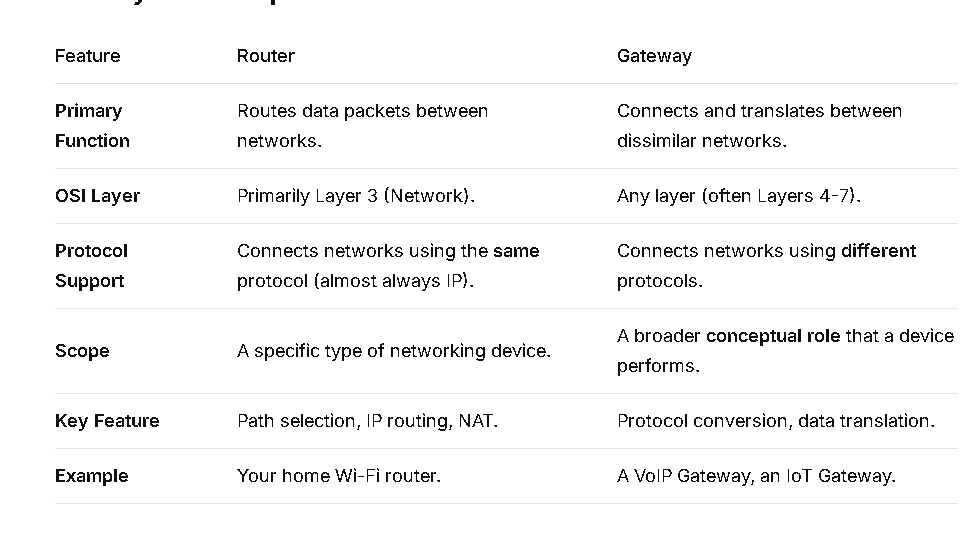 Feature Router Gateway
Primary Function Routes data packets between networks. Connects and translates between dissimilar networks.
OSI Layer Primarily Layer 3 (Network). Any layer (often Layers 4-7).
Protocol Support Connects networks using the same protocol (almost always IP). Connects networks using different protocols.
Scope A specific type of networking device. A broader conceptual role that a device performs.
Key Feature Path selection, IP routing, NAT. Protocol conversion, data translation.
Example Your home Wi-Fi router. A VoIP Gateway, an IoT Gateway.